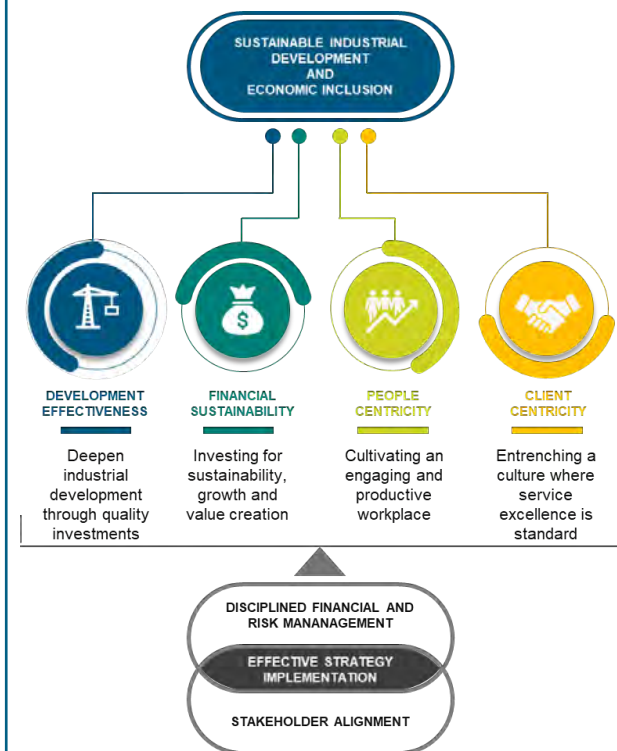 SUSTAINABLE INDUSTRIAL
DEVELOPMENT
AND
ECONOMIC INCLUSION
$
DEVELOPMENT
EFFECTIVENESS
Deepen
industrial
development
through quality
investments
FINANCIAL
SUSTAINABILITY
Investing for
sustainability,
growth and
value creation
PEOPLE
CENTRICITY
Cultivating an
engaging and
productive
workplace
CLIENT
CENTRICITY
Entrenching a
culture where
service
excellence is
standard
DISCIPLINED FINANCIAL AND
RISK MANANAGEMENT
EFFECTIVE STRATEGY
IMPLEMENTATION
STAKEHOLDER ALIGNMENT